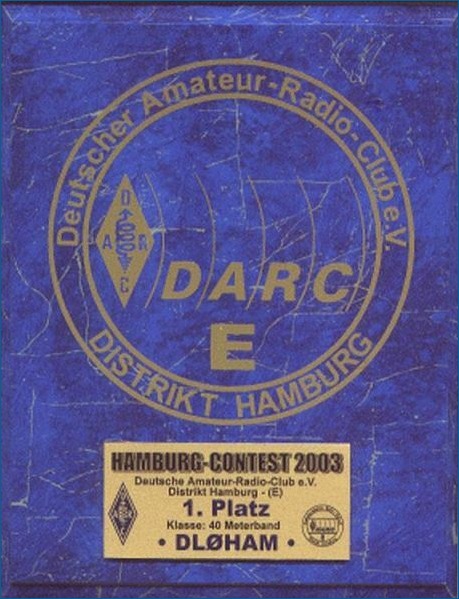 Deutscher Amateur-Radio-Club e.V.
D
A R
C
DARC
E
DISTRIKT HAMBURG
HAMBURG-CONTEST 2003
Deutsche Amateur-Radio-Club e.V.
Distrikt Hamburg - (E)
1. Platz
Klasse: 40 Meterband
• DLØHAM •